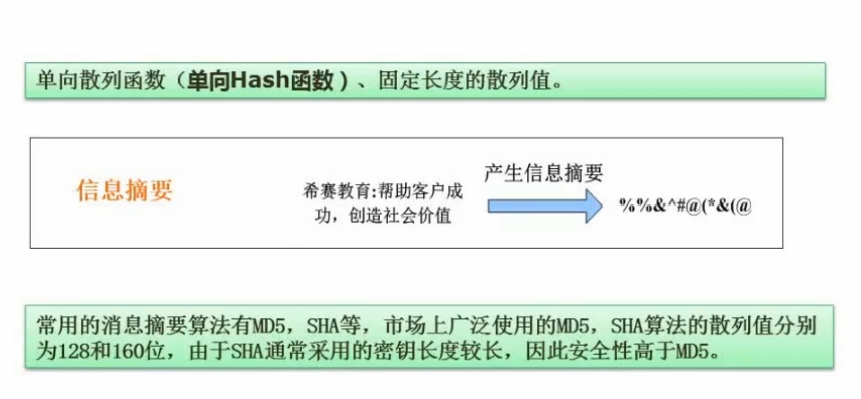 单向散列函数（单向Hash函数）、固定长度的散列值。
信息摘要
希赛教育:帮助客户成
功，创造社会价值
产生信息摘要
%%&^#@(*&(@
常用的消息摘要算法有MD5，SHA等，市场上广泛使用的MD5，SHA算法的散列值分别
为128和160位，由于SHA通常采用的密钥长度较长，因此安全性高于MD5。